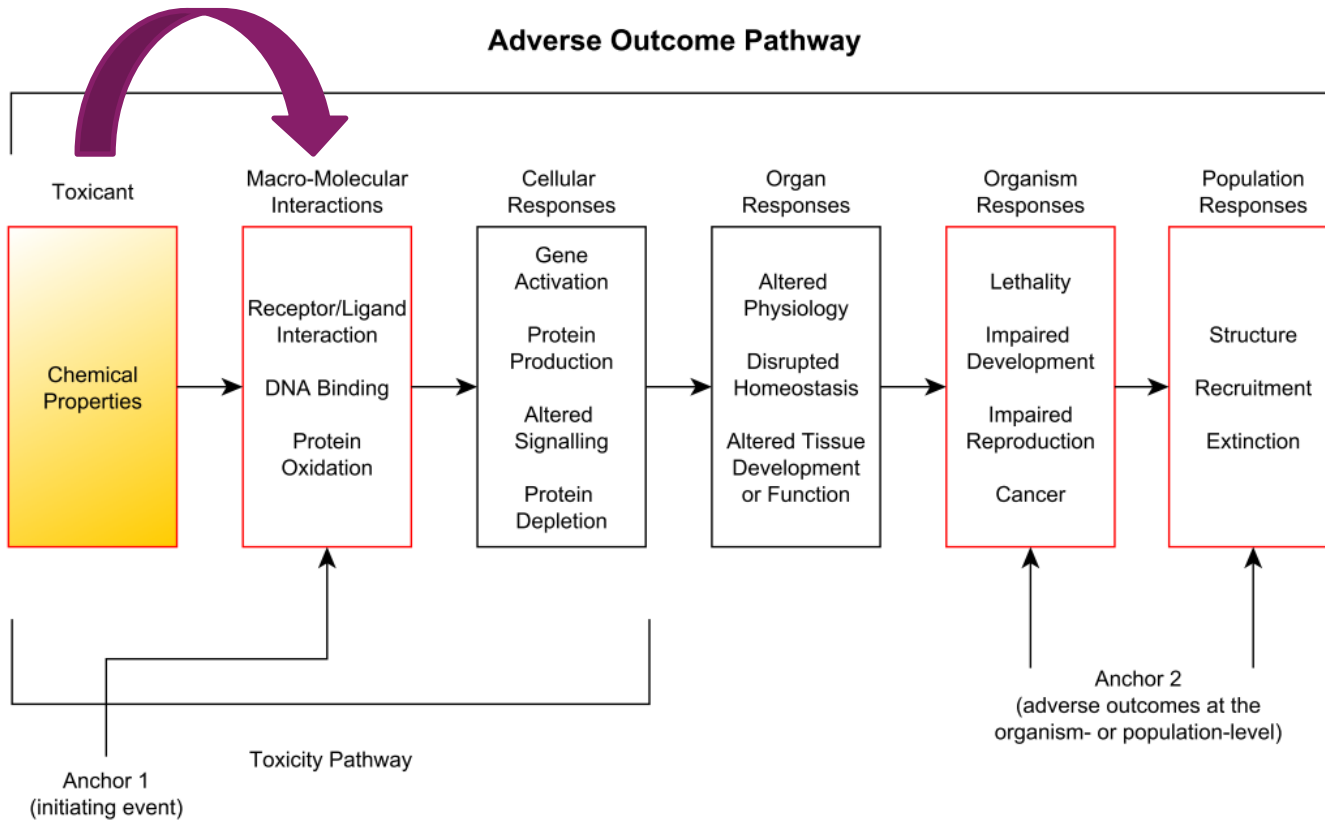 Adverse Outcome Pathway
Toxicant
Macro-Molecular
Interactions
Cellular
Responses
Organ
Responses
Organism
Responses
Population
Responses
Chemical
Properties
Receptor/Ligand
Interaction
DNA Binding
Protein
Oxidation
Gene
Activation
Protein
Production
Altered
Signalling
Protein
Depletion
Altered
Physiology
Disrupted
Homeostasis
Altered Tissue
Development
or Function
Lethality
Impaired
Development
Impaired
Reproduction
Cancer
Structure
Recruitment
Extinction
Anchor 1
(initiating event)
Toxicity Pathway
Anchor 2
(adverse outcomes at the
organism- or population-level)